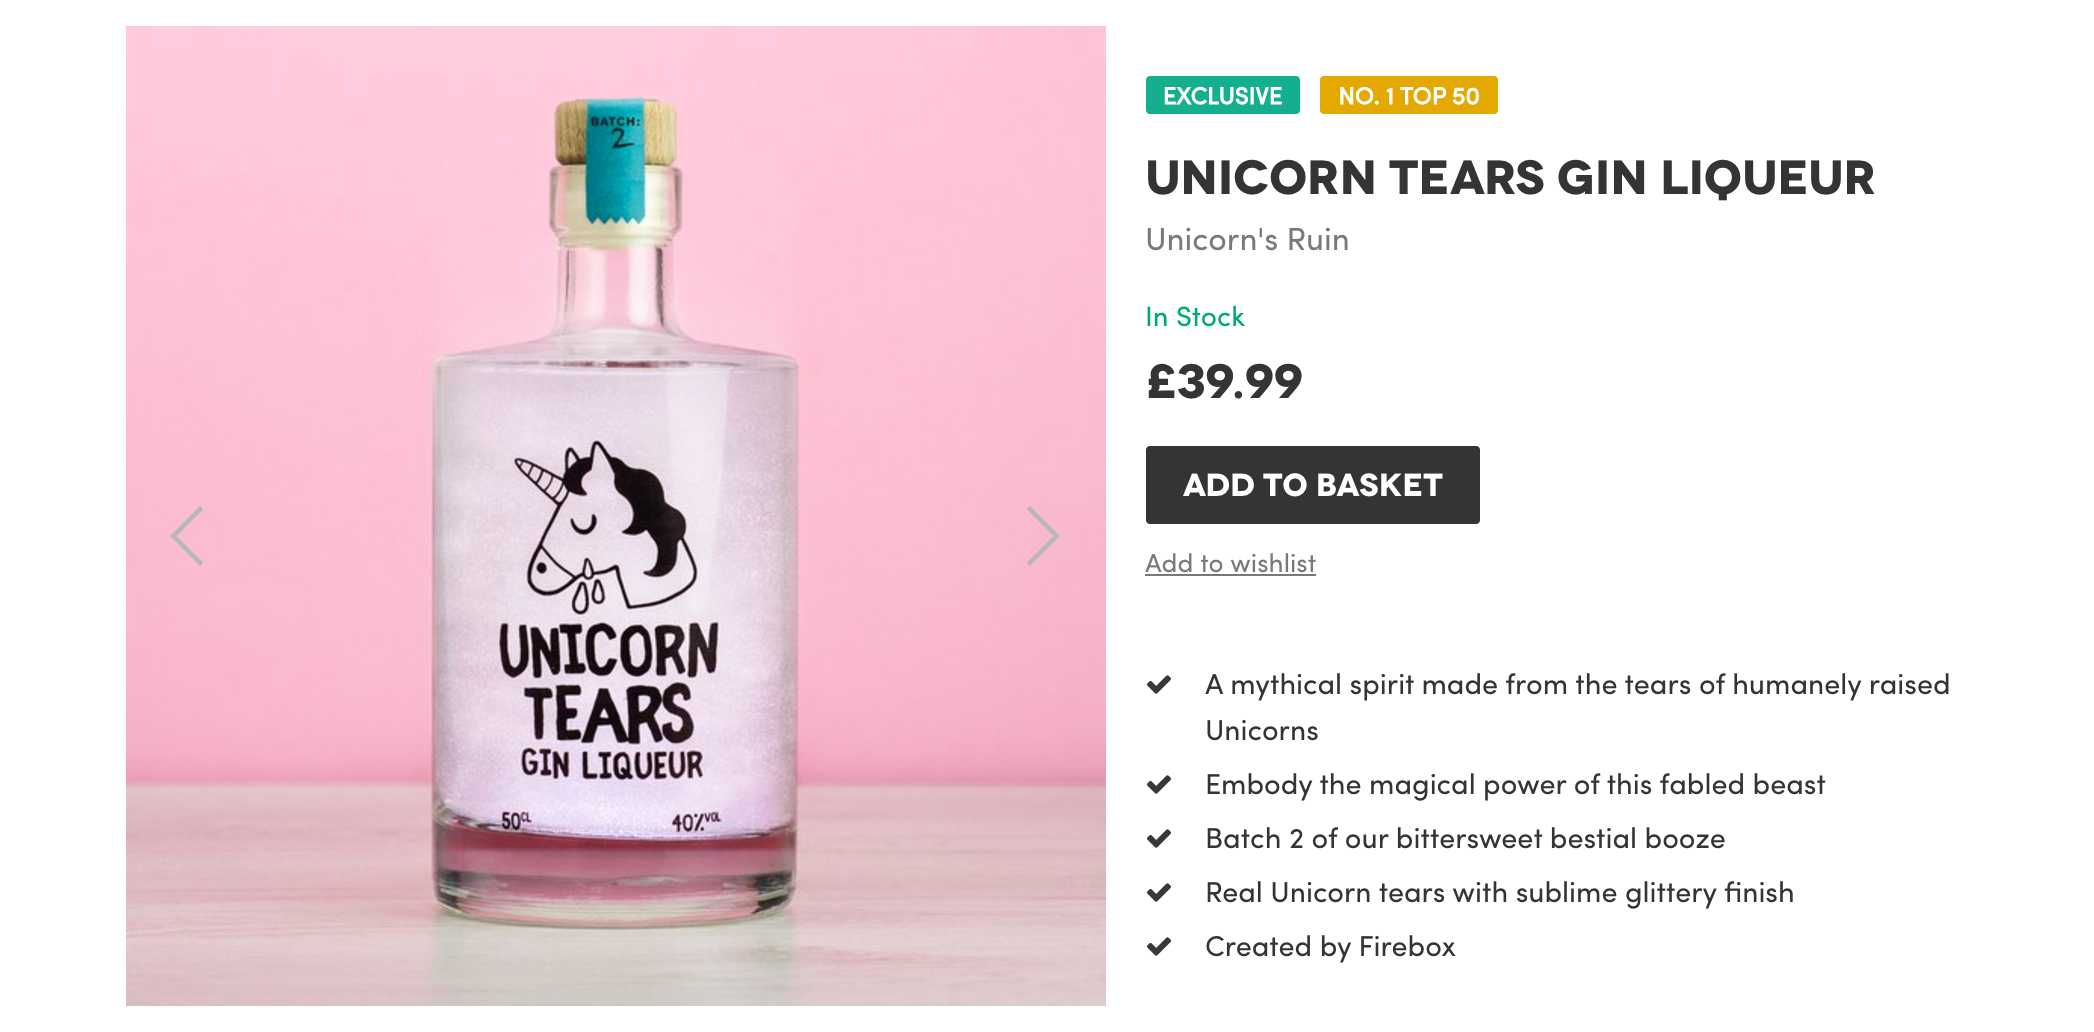 BATCH:
2
UNICORN
TEARS
GIN LIQUEUR
50CL
40%VOL
EXCLUSIVE
NO. 1 TOP 50
UNICORN TEARS GIN LIQUEUR
Unicorn's Ruin
In Stock
£39.99
ADD TO BASKET
Add to wishlist
A mythical spirit made from the tears of humanely raised
Unicorns
Embody the magical power of this fabled beast
Batch 2 of our bittersweet bestial booze
Real Unicorn tears with sublime glittery finish
Created by Firebox